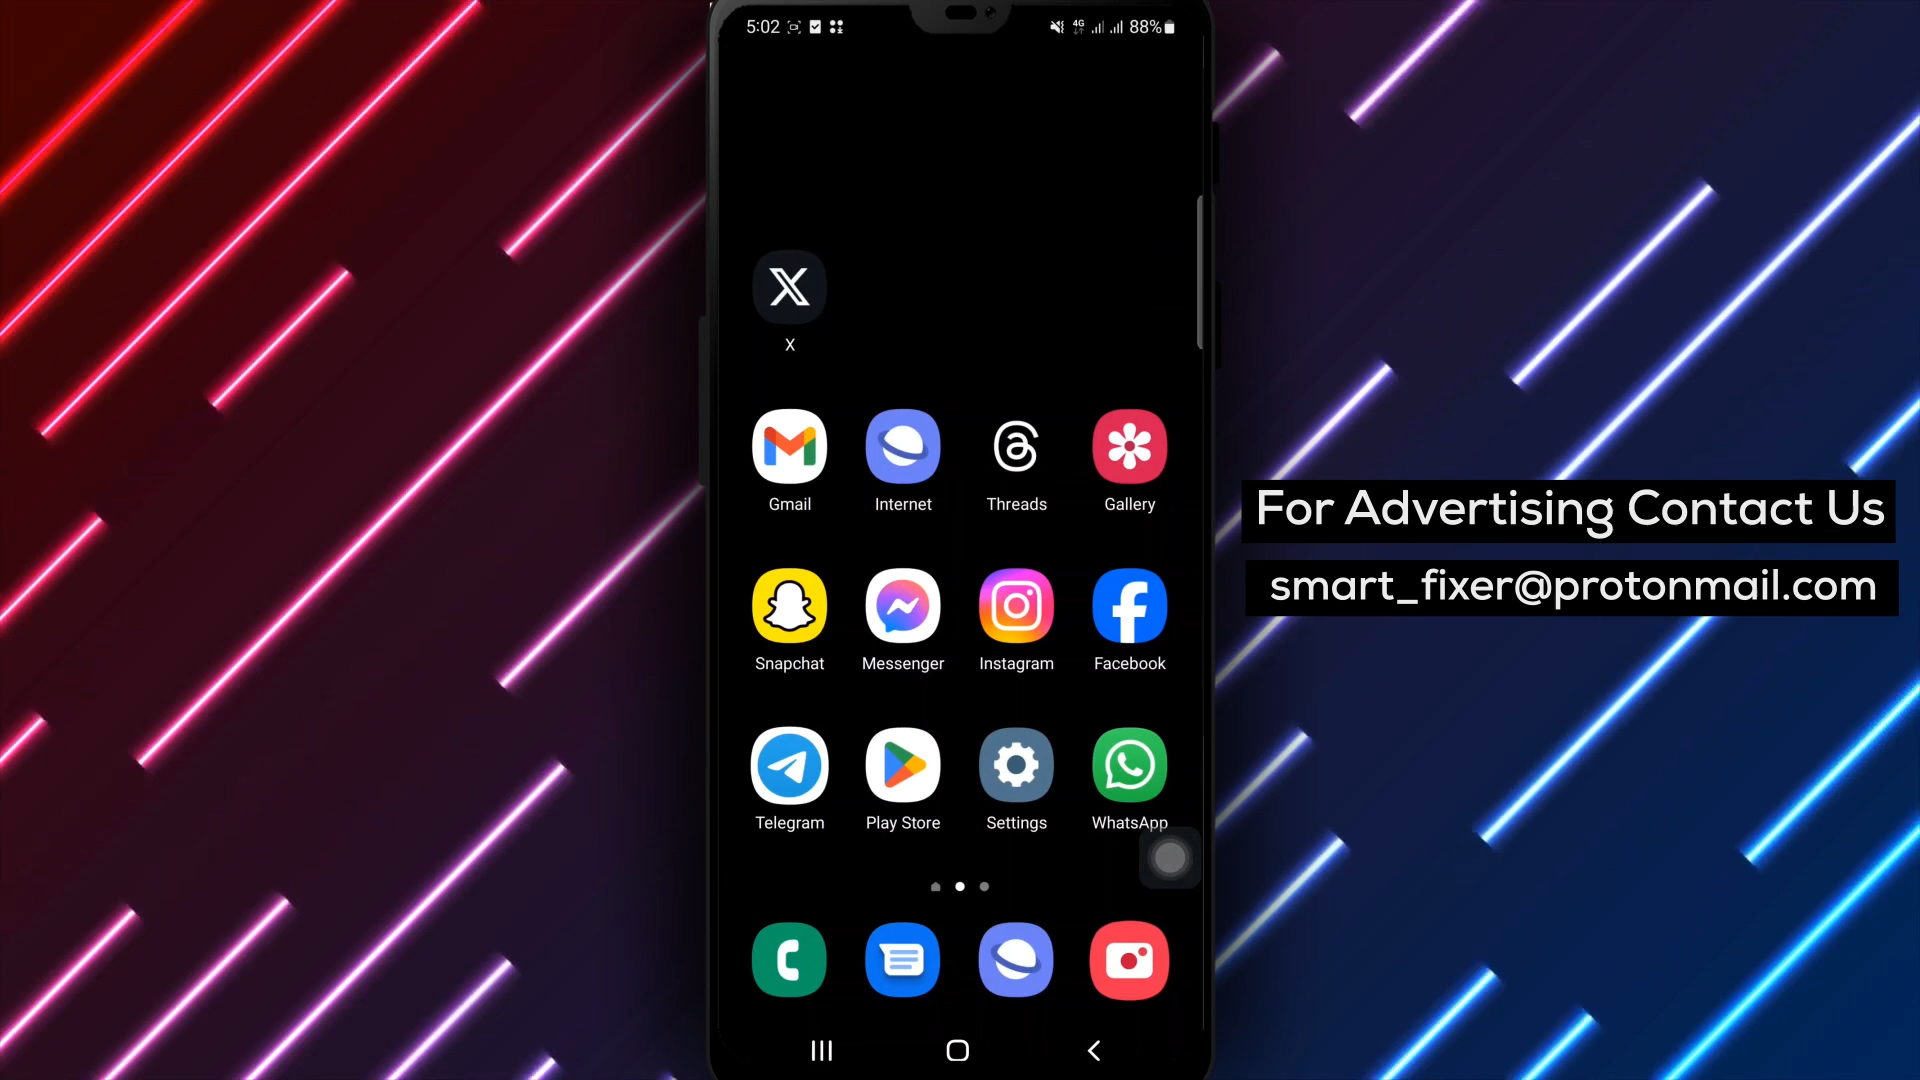 5:02
4G
88%
X
Gmail
Internet
Threads
Gallery
For Advertising Contact Us
smart_fixer@protonmail.com
Snapchat
Messenger
Instagram
Facebook
Telegram
Play Store
Settings
WhatsApp